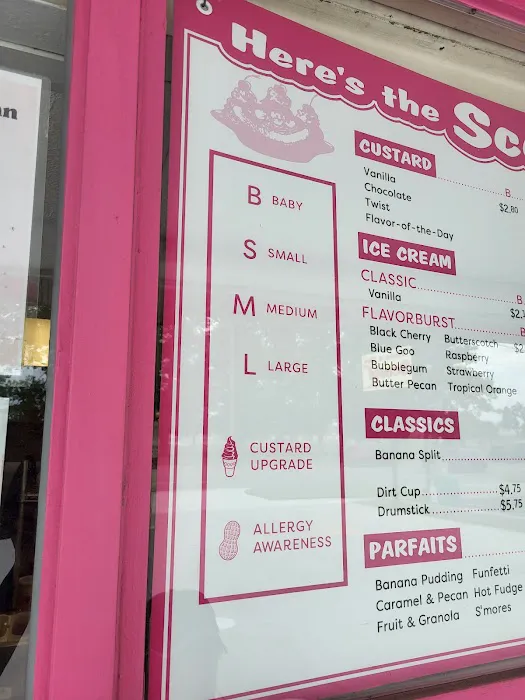 Here's the Sc
B BABY
S SMALL
M MEDIUM
L LARGE
CUSTARD UPGRADE
ALLERGY AWARENESS
CUSTARD
B
Vanilla
$2.80
Chocolate
Twist
Flavor-of-the-Day
ICE CREAM
CLASSIC B
Vanilla
FLAVORBURST
Black Cherry Butterscotch
Blue Goo Raspberry
Bubblegum Strawberry
Butter Pecan Tropical Orange
CLASSICS
Banana Split
Dirt Cup $4.75
Drumstick $5.75
PARFAITS
Banana Pudding Funfetti
Caramel & Pecan Hot Fudge
Fruit & Granola S'mores